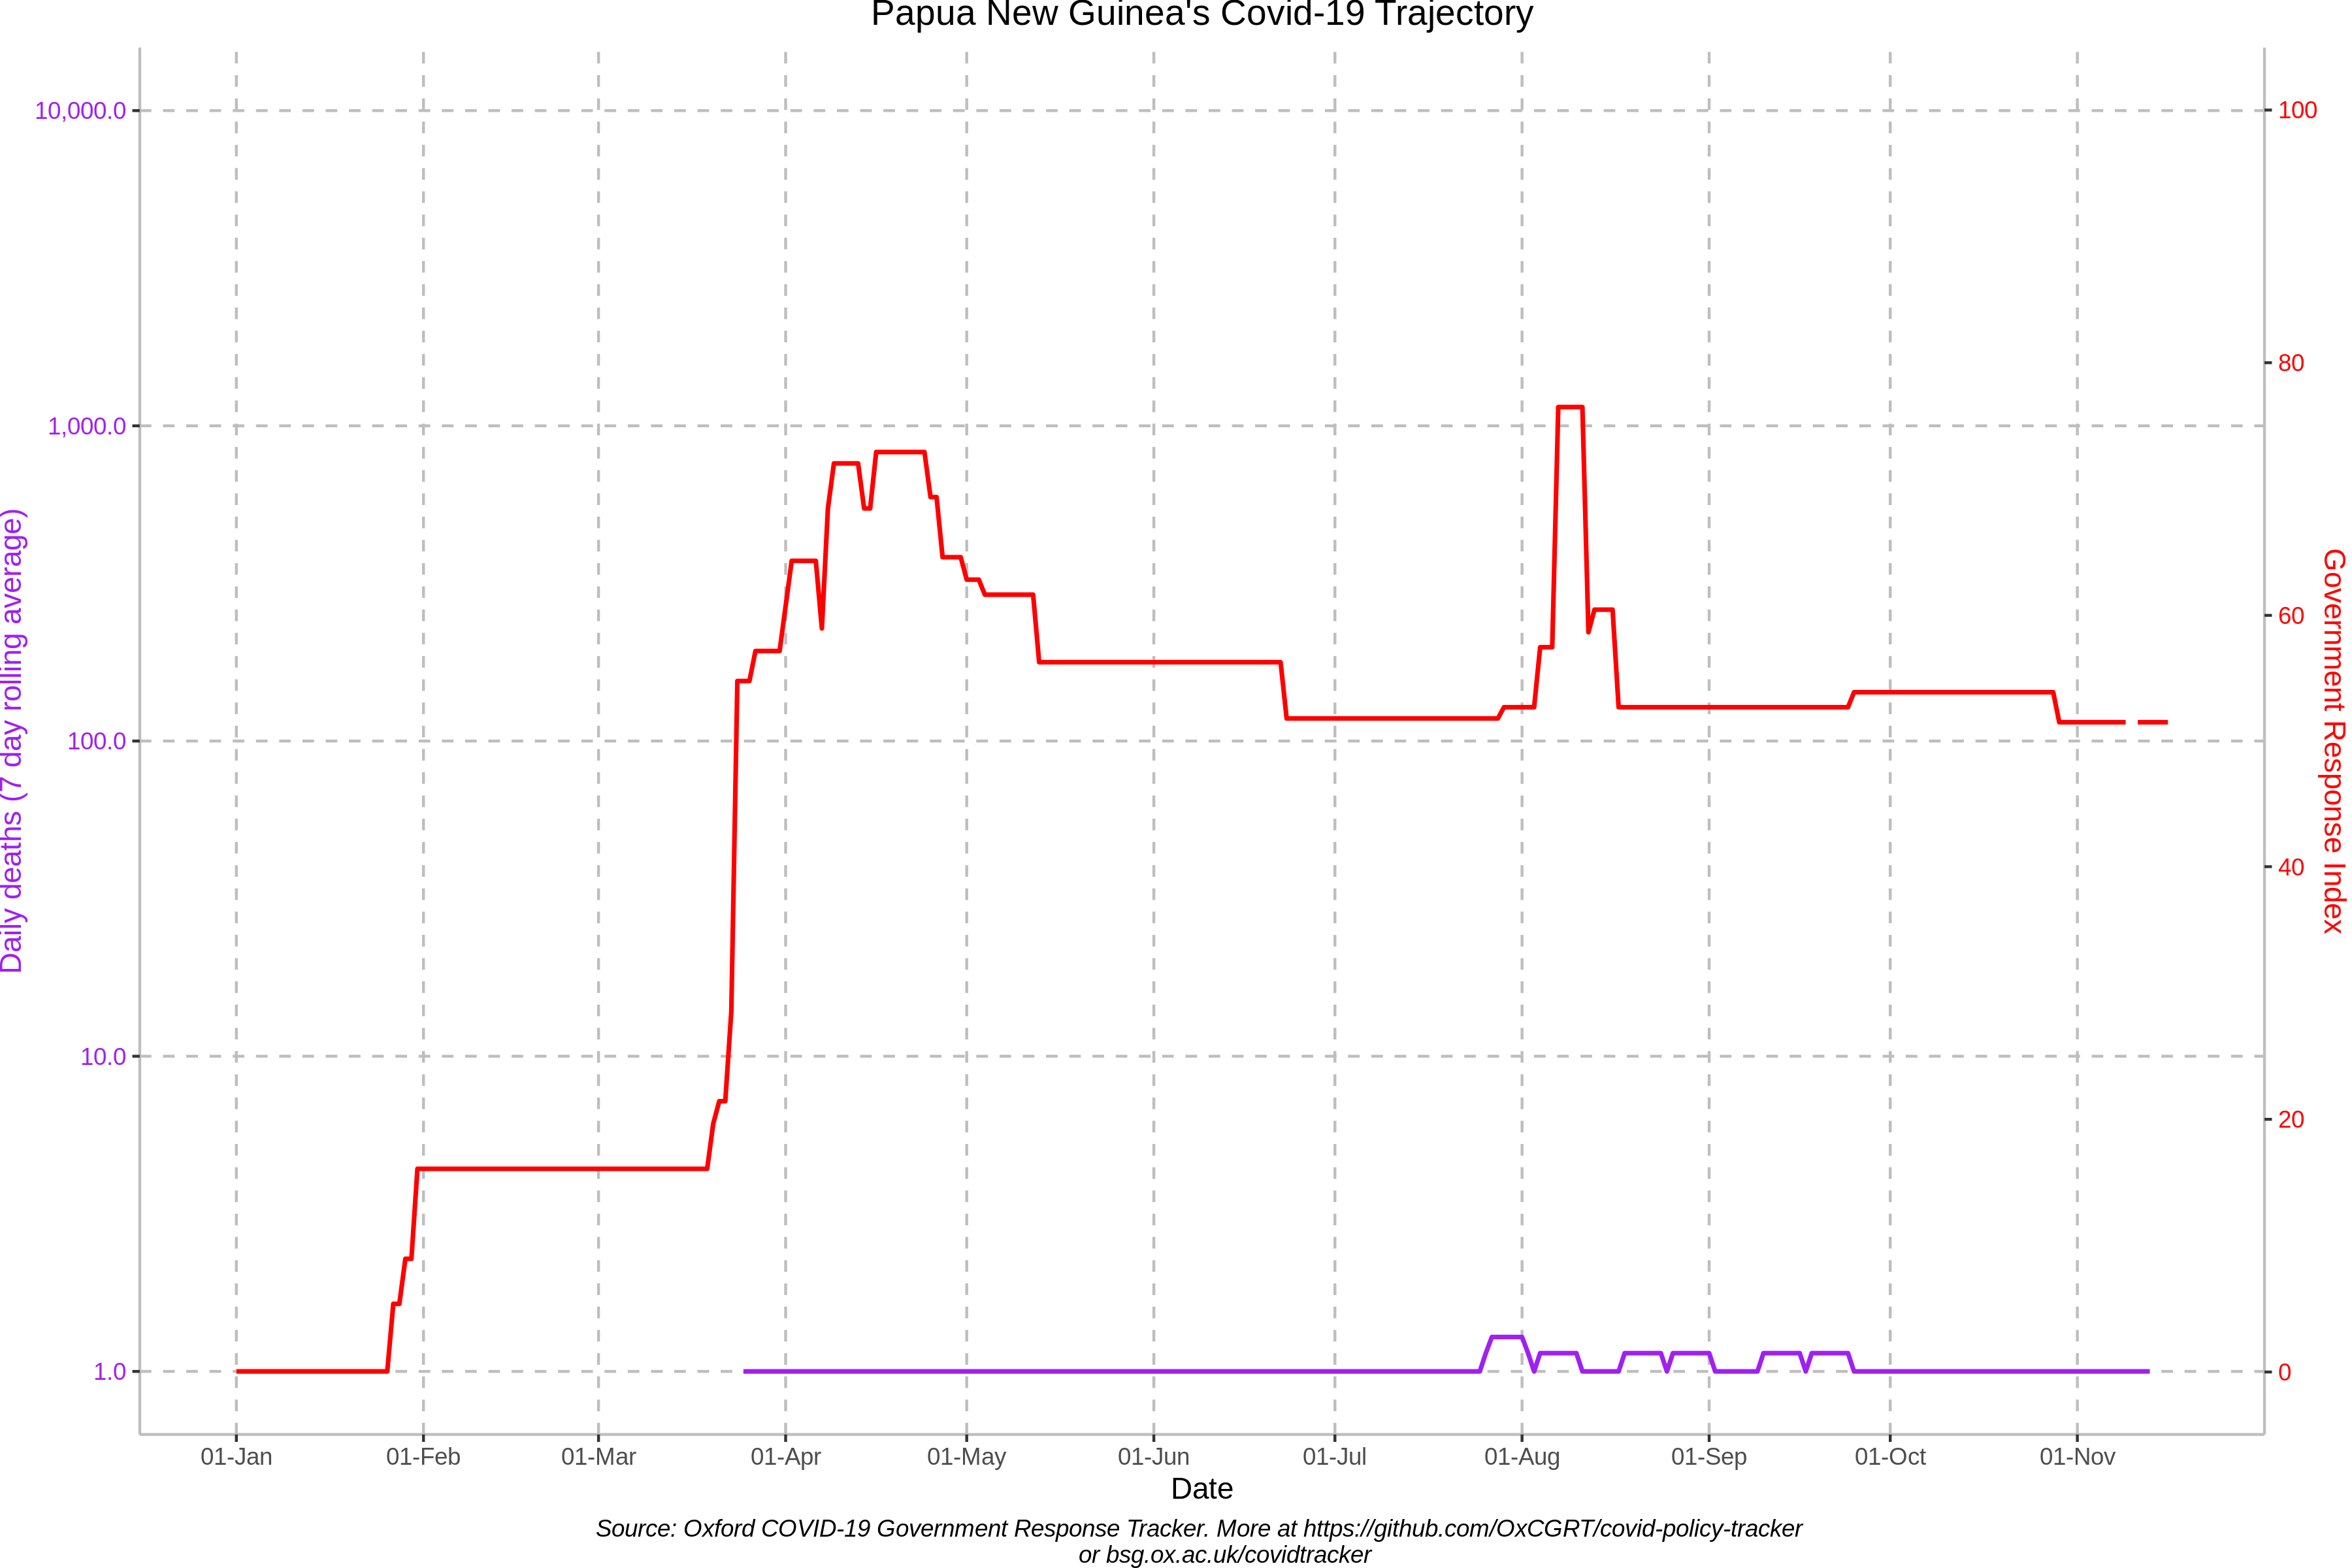 Papua New Guinea's Covid-19 Trajectory
10,000.0
1,000.0
100.0
10.0
1.0
Daily deaths (7 day rolling average)
100
80
60
40
20
0
Government Response Index
01-Jan
01-Feb
01-Mar
01-Apr
01-May
01-Jun
01-Jul
01-Aug
01-Sep
01-Oct
01-Nov
Date
Source: Oxford COVID-19 Government Response Tracker. More at https://github.com/OxCGRT/covid-policy-tracker
or bsg.ox.ac.uk/covidtracker